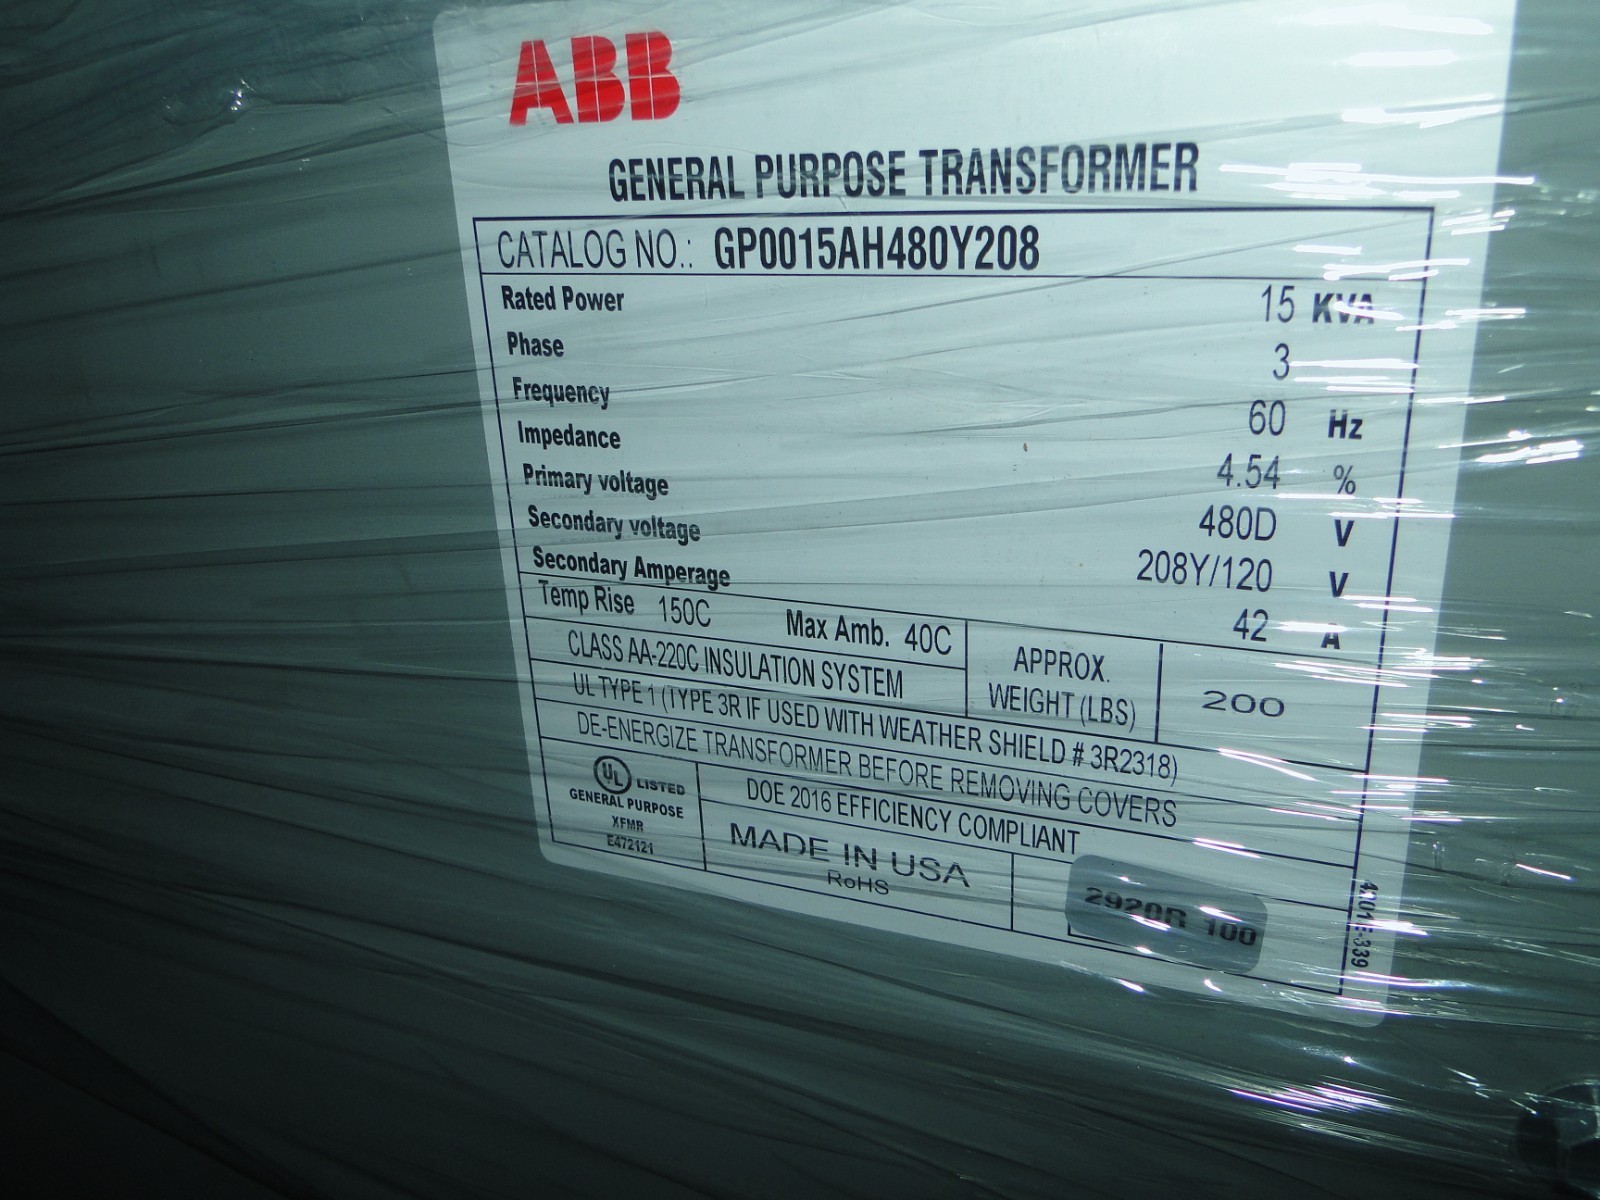 ABB
GENERAL PURPOSE TRANSFORMER
CATALOG NO.: GP0015AH480Y208
Rated Power 15 KVA
Phase 3
Frequency 60 Hz
Impedance 4.54 %
Primary voltage 480D V
Secondary voltage 208Y/120 V
Secondary Amperage 42 A
Temp Rise 150C Max Amb. 40C
CLASS AA-220C INSULATION SYSTEM
APPROX.
WEIGHT (LBS) 200
UL TYPE 1 (TYPE 3R IF USED WITH WEATHER SHIELD # 3R2318)
DE-ENERGIZE TRANSFORMER BEFORE REMOVING COVERS
UL LISTED
GENERAL PURPOSE
XFMR
E472121
DOE 2016 EFFICIENCY COMPLIANT
MADE IN USA
RoHS
2920R 100